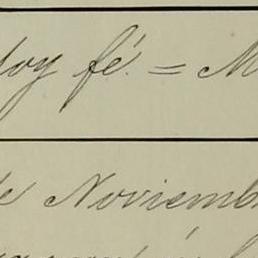 doy fé. = M
de Noviemb